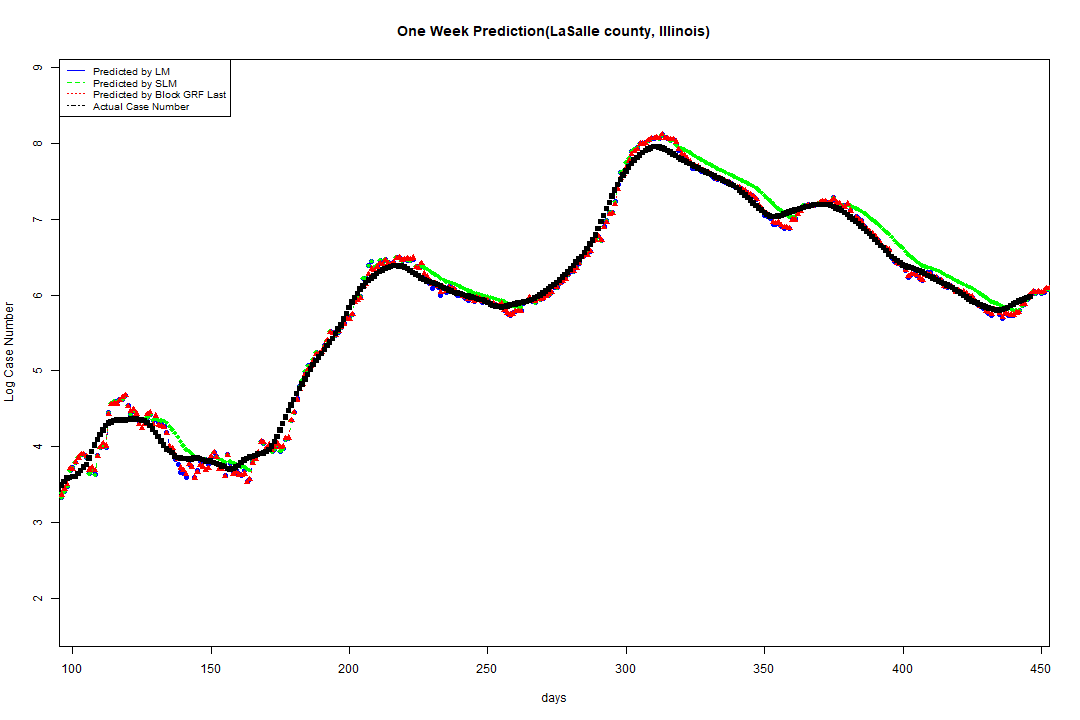 One Week Prediction(LaSalle county, Illinois)
Predicted by LM
Predicted by SLM
Predicted by Block GRF Last
Actual Case Number
Log Case Number
9
8
7
6
5
4
3
2
100 150 200 250 300 350 400 450
days